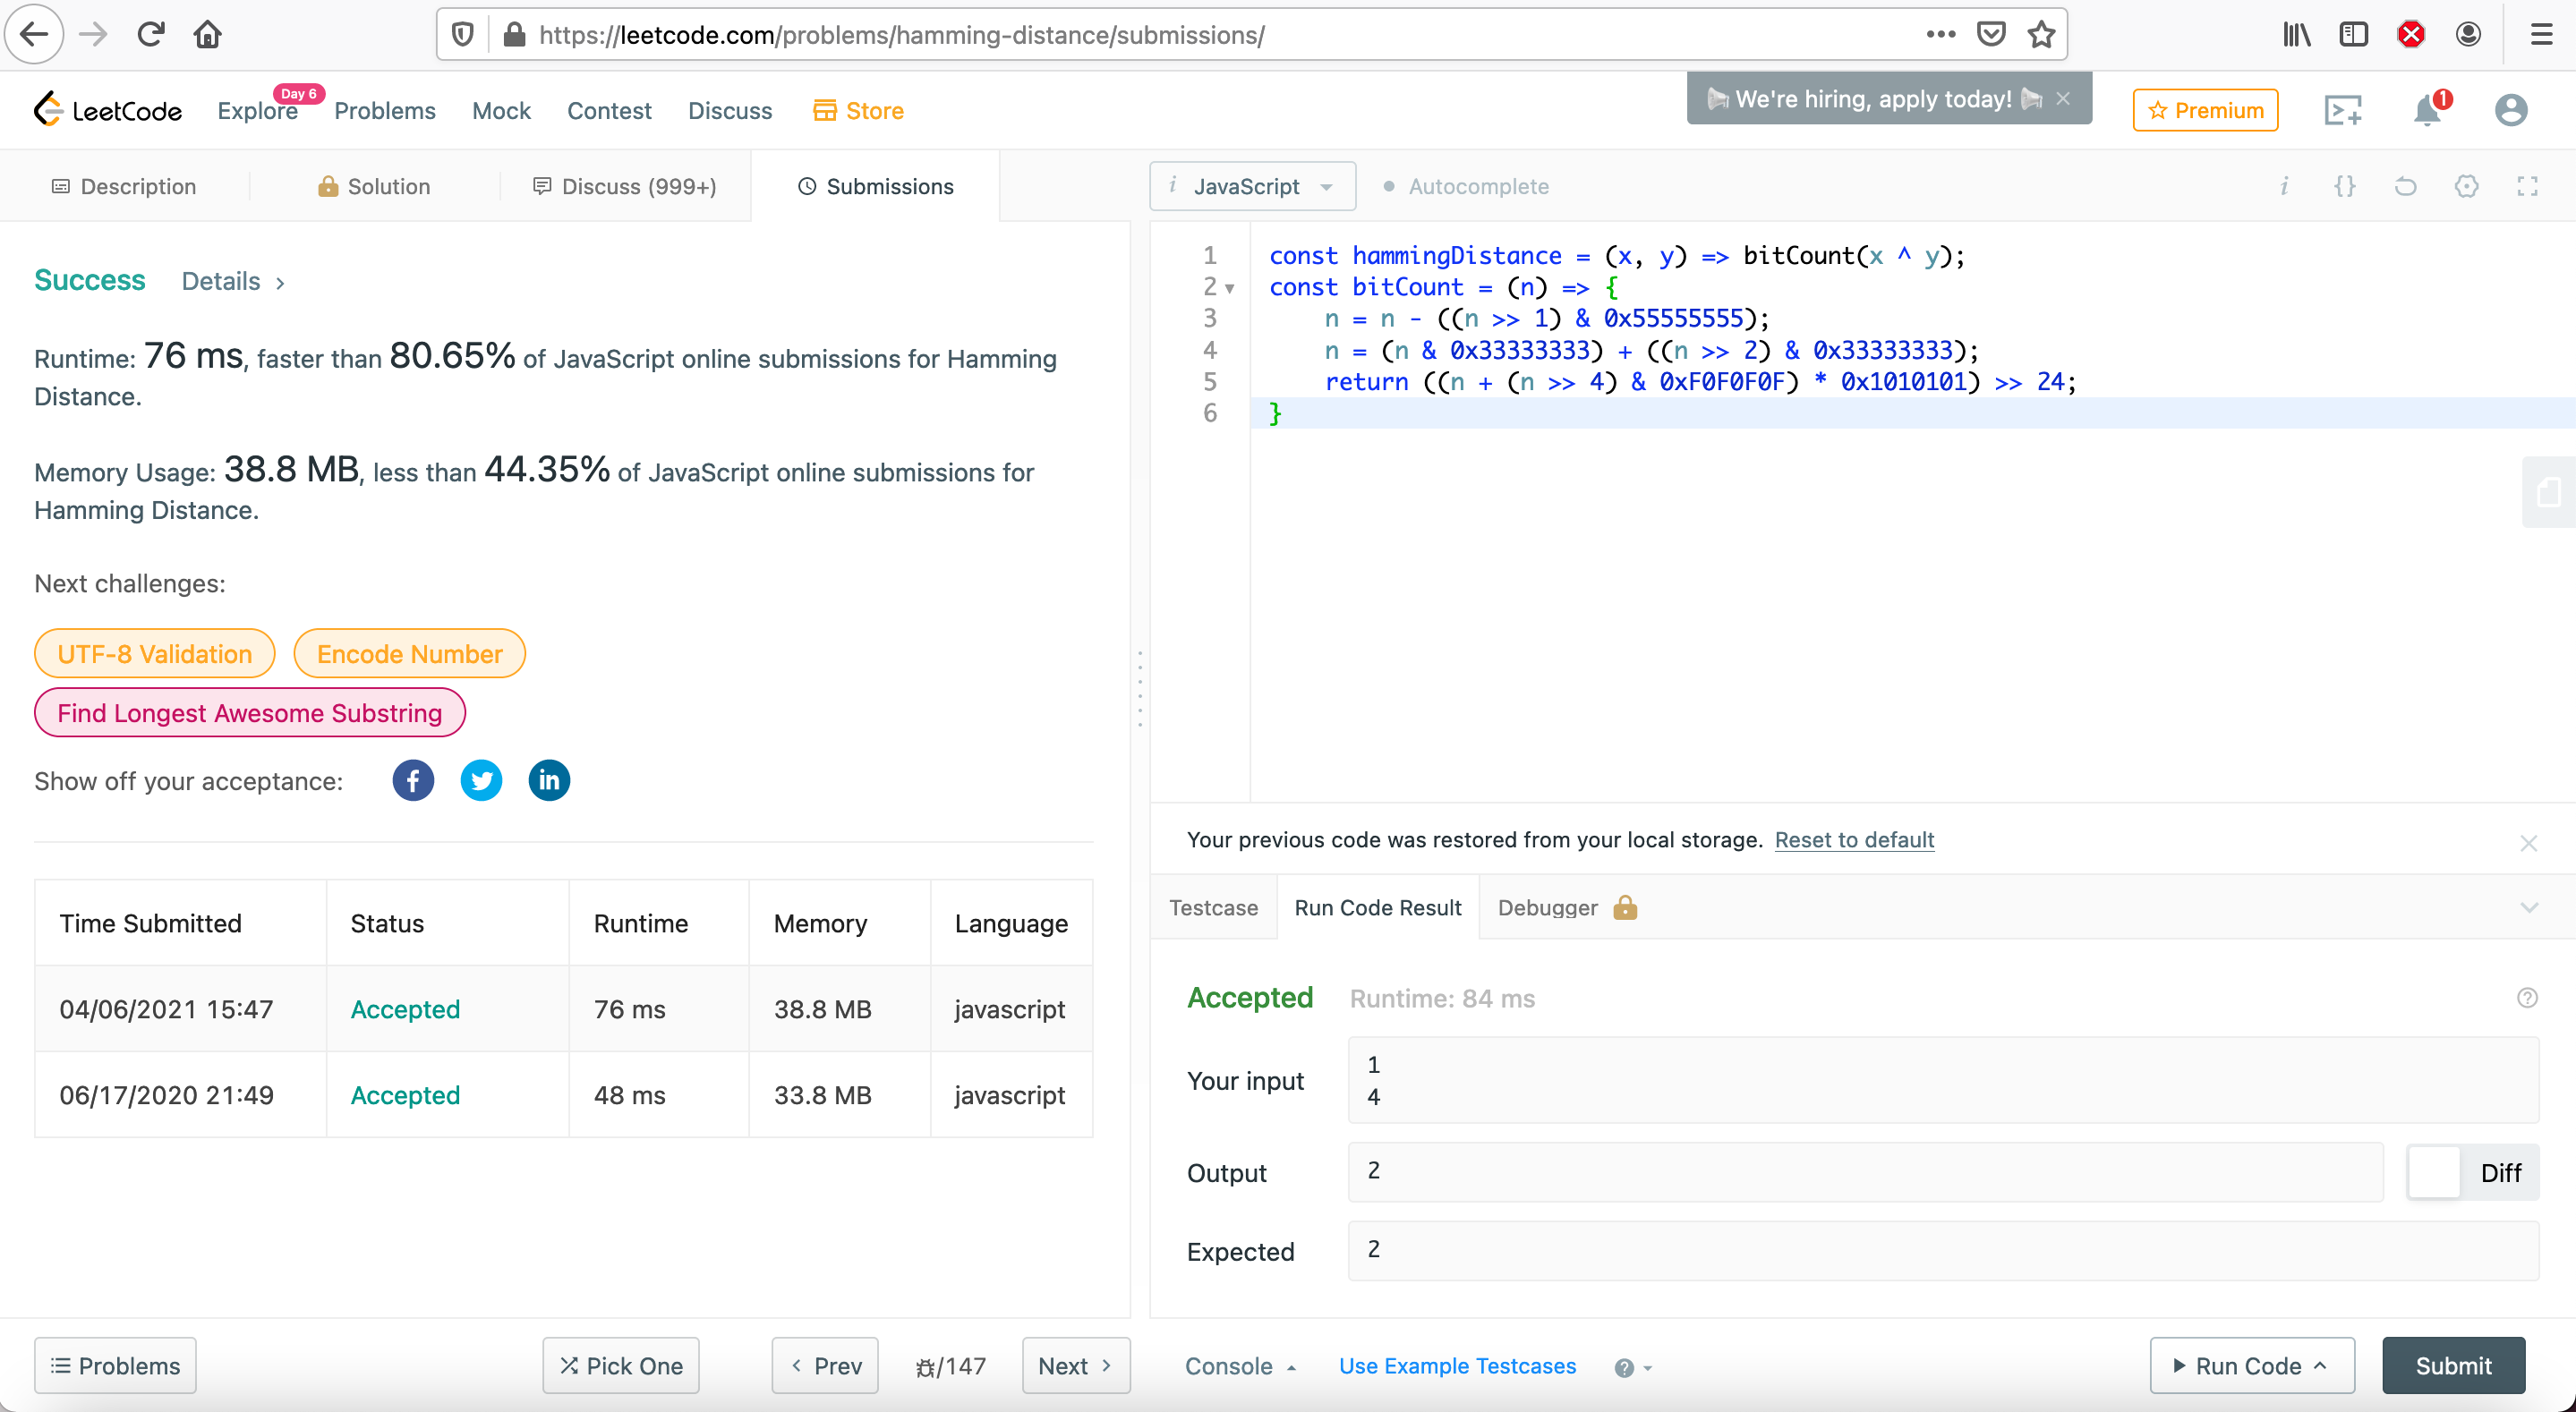 https://leetcode.com/problems/hamming-distance/submissions/
LeetCode
Explore
Day 6
Problems
Mock
Contest
Discuss
Store
We're hiring, apply today!
Premium
1
Description
Solution
Discuss (999+)
Submissions
Success
Details
Runtime: 76 ms, faster than 80.65% of JavaScript online submissions for Hamming
Distance.
Memory Usage: 38.8 MB, less than 44.35% of JavaScript online submissions for
Hamming Distance.
Next challenges:
UTF-8 Validation
Encode Number
Find Longest Awesome Substring
Show off your acceptance:
Time Submitted Status Runtime Memory Language
04/06/2021 15:47 Accepted 76 ms 38.8 MB javascript
06/17/2020 21:49 Accepted 48 ms 33.8 MB javascript
Problems
Pick One
Prev
/147
Next
i JavaScript
Autocomplete
i {}
1 const hammingDistance = (x, y) => bitCount(x ^ y);
2 const bitCount = (n) => {
3 n = n - ((n >> 1) & 0x55555555);
4 n = (n & 0x33333333) + ((n >> 2) & 0x33333333);
5 return ((n + (n >> 4) & 0xF0F0F0F) * 0x1010101) >> 24;
6 }
Your previous code was restored from your local storage. Reset to default
Testcase
Run Code Result
Debugger
Accepted Runtime: 84 ms
Your input
1
4
Output
2
Diff
Expected
2
Console
Use Example Testcases
Run Code
Submit